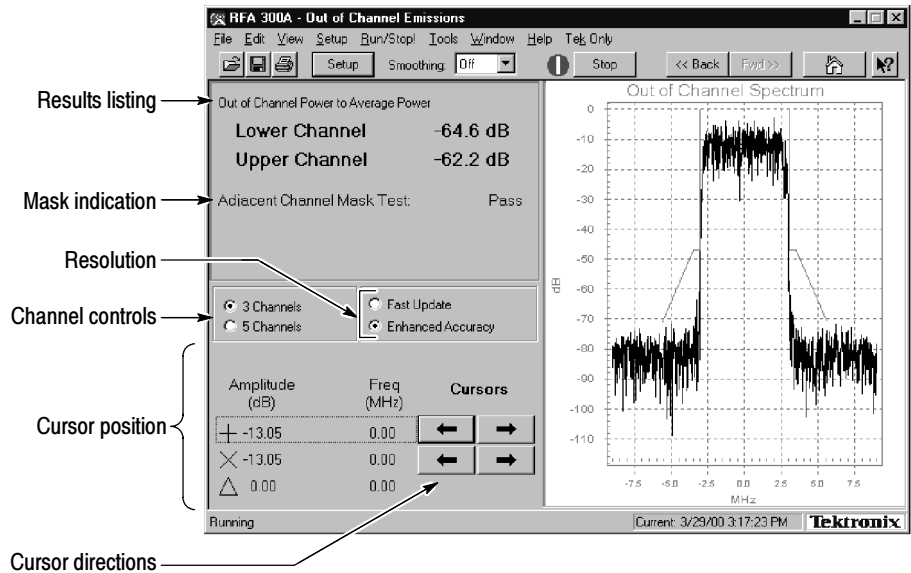 RFA 300A - Out of Channel Emissions
File Edit View Setup Run/Stop! Tools Window Help Tek Only
Setup Smoothing: Off Stop << Back Fwd >>
Results listing
Out of Channel Power to Average Power
Lower Channel -64.6 dB
Upper Channel -62.2 dB
Mask indication
Adjacent Channel Mask Test: Pass
Resolution
Channel controls
3 Channels
5 Channels
Fast Update
Enhanced Accuracy
Cursor position
Amplitude (dB) Freq (MHz) Cursors
-13.05 0.00
-13.05 0.00
0.00 0.00
Cursor directions
Out of Channel Spectrum
0
-10
-20
-30
-40
-50
-60
-70
-80
-90
-100
-110
dB
-7.5 -5.0 -2.5 0.0 2.5 5.0 7.5
MHz
Running
Current: 3/29/00 3:17:23 PM
Tektronix